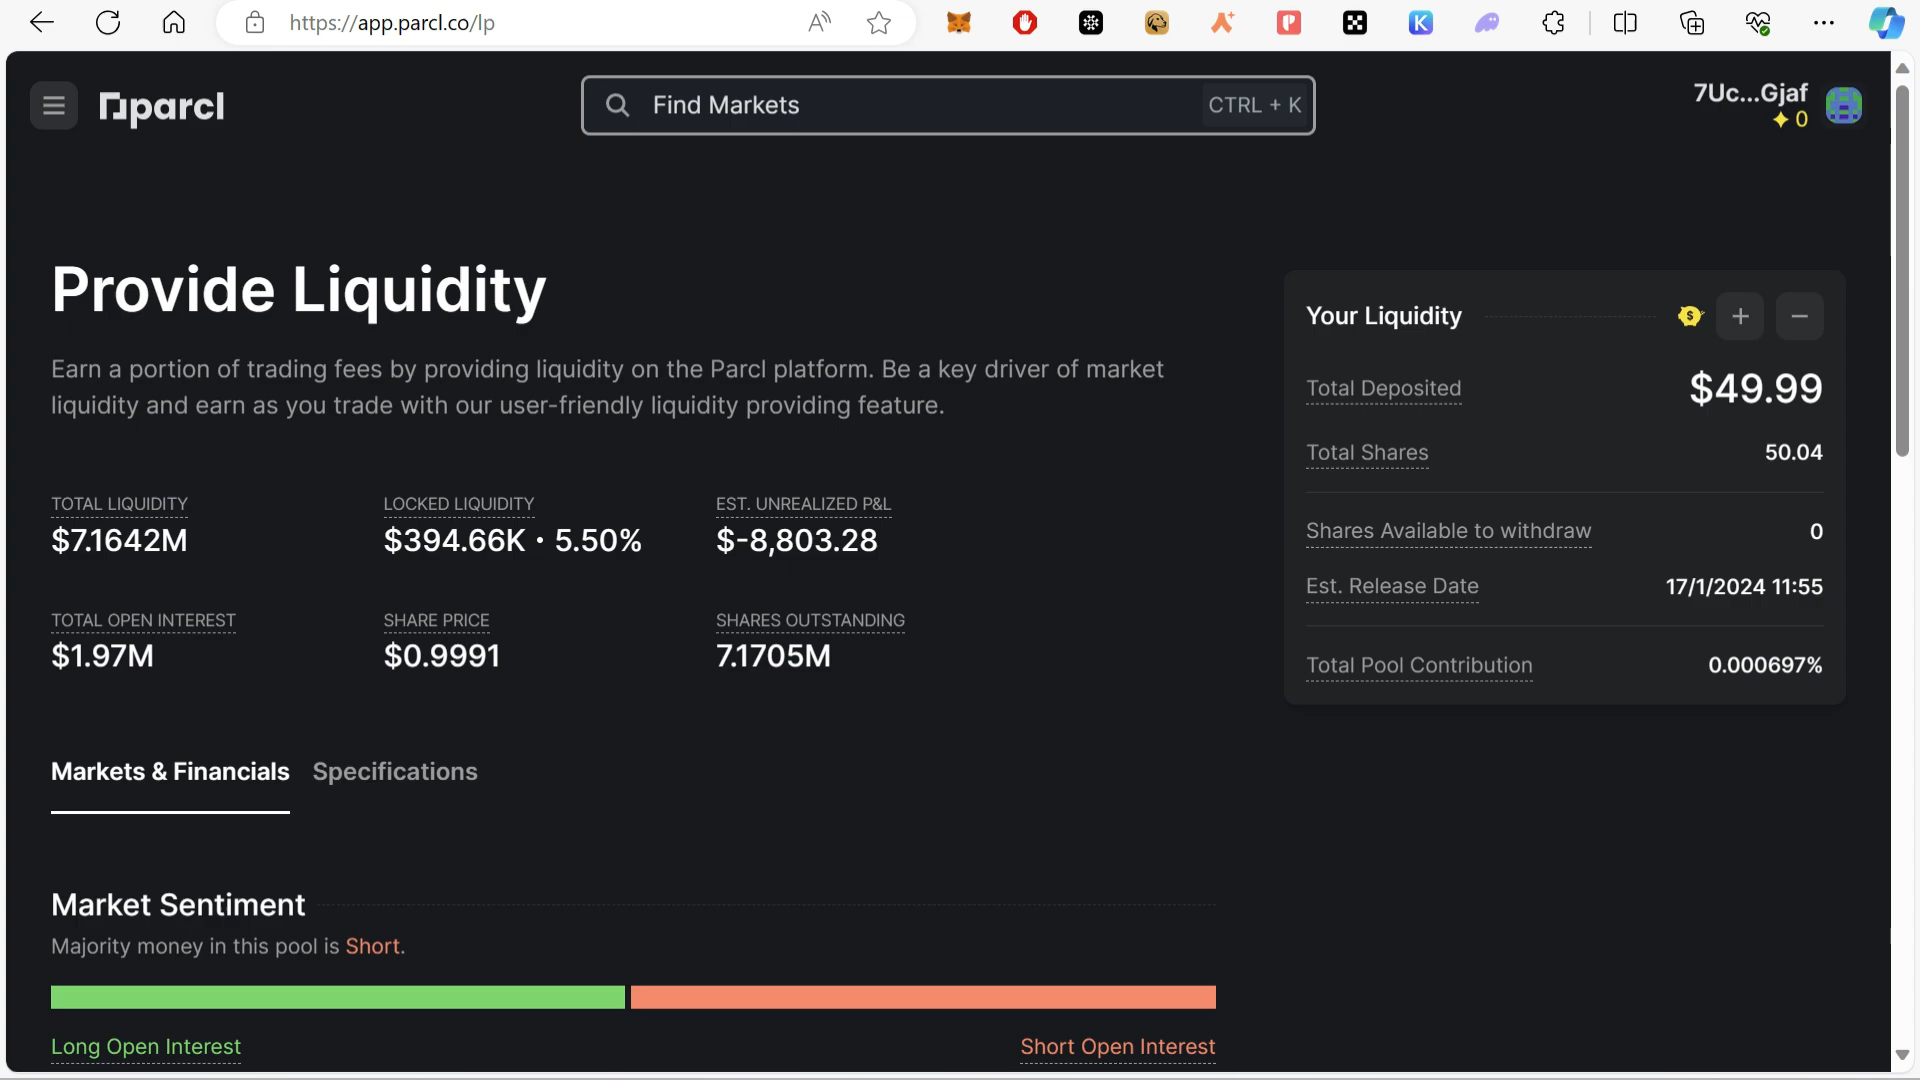 https://app.parcl.co/lp
parcl
Find Markets
CTRL + K
7Uc...Gjaf
0
Provide Liquidity
Earn a portion of trading fees by providing liquidity on the Parcl platform. Be a key driver of market
liquidity and earn as you trade with our user-friendly liquidity providing feature.
TOTAL LIQUIDITY
$7.1642M
LOCKED LIQUIDITY
$394.66K • 5.50%
EST. UNREALIZED P&L
$-8,803.28
TOTAL OPEN INTEREST
$1.97M
SHARE PRICE
$0.9991
SHARES OUTSTANDING
7.1705M
Your Liquidity
Total Deposited
$49.99
Total Shares
50.04
Shares Available to withdraw
0
Est. Release Date
17/1/2024 11:55
Total Pool Contribution
0.000697%
Markets & Financials
Specifications
Market Sentiment
Majority money in this pool is Short.
Long Open Interest
Short Open Interest